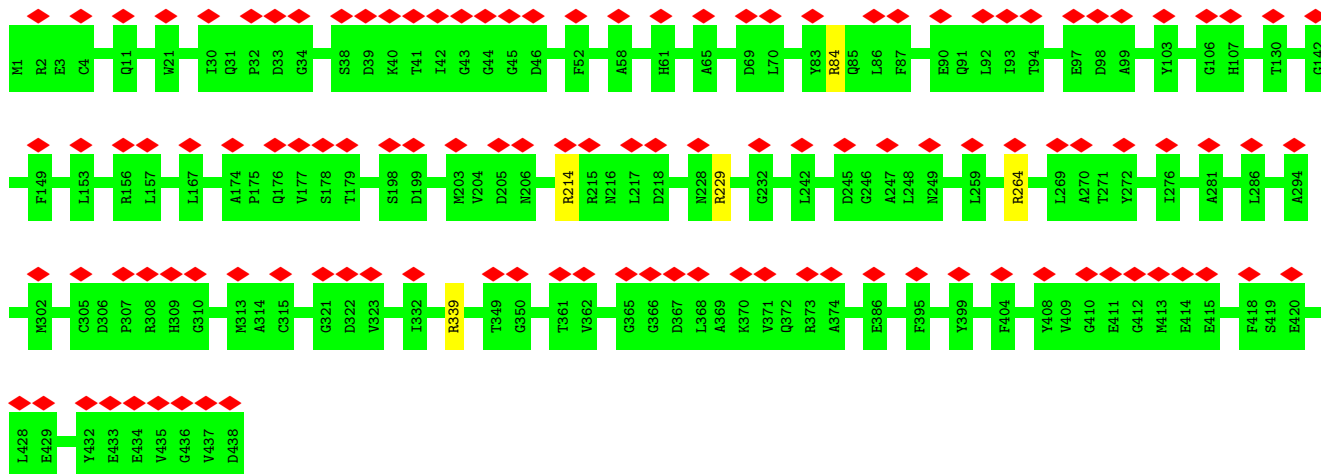 M1 R2 E3 C4 Q11 W21 I30 Q31 P32 D33 G34 S38 D39 K40 T41 I42 G43 G44 G45 D46 F52 A58 H61 A65 D69 L70 Y83 R84 Q85 L86 F87 E90 Q91 L92 I93 T94 E97 D98 A99 Y103 G106 H107 T130 G142
F149 L153 R156 L157 L167 A174 P175 Q176 V177 S178 T179 S198 D199 M203 V204 D205 N206 R214 R215 N216 L217 D218 N228 R229 G232 L242 D245 G246 A247 L248 N249 L259 R264 L269 A270 T271 Y272 I276 A281 L286 A294
M302 C305 D306 P307 R308 H309 G310 M313 A314 C315 G321 D322 V323 I332 R339 T349 G350 T361 V362 G365 G366 D367 L368 A369 K370 V371 Q372 R373 A374 E386 F395 Y399 F404 Y408 V409 G410 E411 G412 M413 E414 E415 F418 S419 E420
L428 E429 Y432 E433 E434 V435 G436 V437 D438